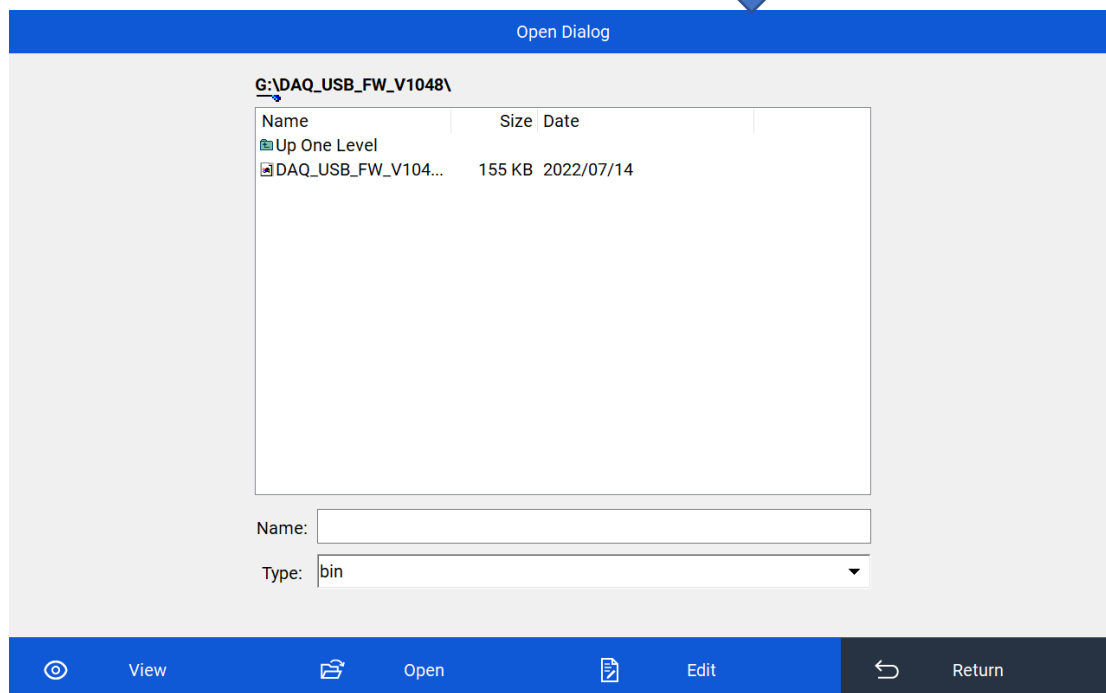 Open Dialog
G:\DAQ_USB_FW_V1048\
Name Size Date
Up One Level
DAQ_USB_FW_V104... 155 KB 2022/07/14
Name:
Type: bin
View Open Edit Return